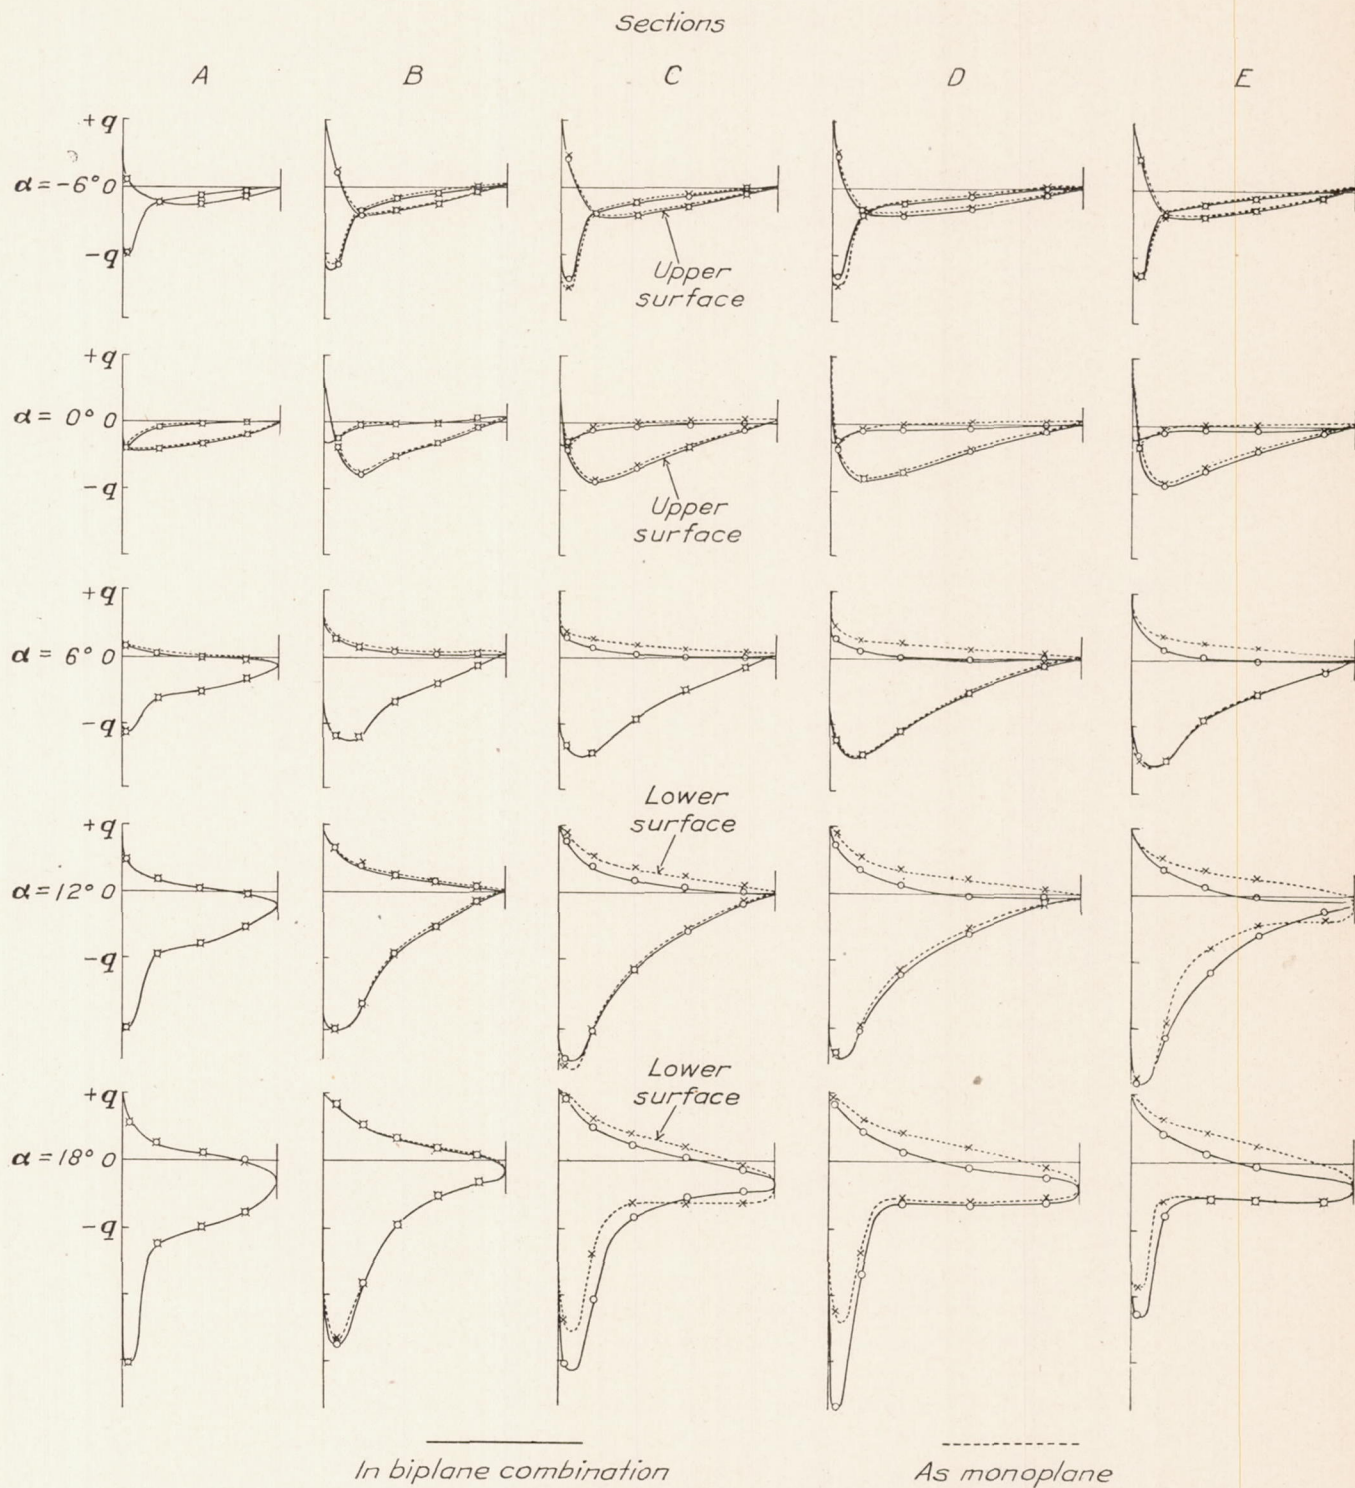 Sections
A B C D E
+q
α = -6° 0
-q
Upper
surface
+q
α = 0° 0
-q
Upper
surface
+q
α = 6° 0
-q
Lower
surface
+q
α = 12° 0
-q
Lower
surface
+q
α = 18° 0
-q
In biplane combination
As monoplane